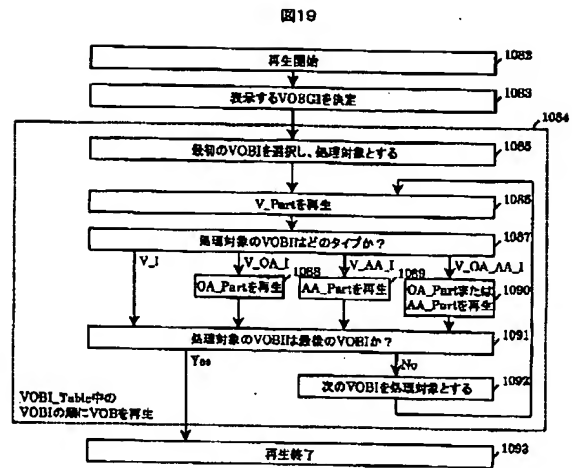 図19
再生開始
1082
表示するVOBGIを決定
1083
1084
最初のVOBIを選択し、処理対象とする
1085
V_Partを再生
1086
処理対象のVOBIはどのタイプか？
1087
V_I
V_OA_I
V_AA_I
V_OA_AA_I
OA_Partを再生
1088
AA_Partを再生
1089
OA_Partまたは
AA_Partを再生
1090
処理対象のVOBIは最後のVOBIか？
1091
Yes
No
次のVOBIを処理対象とする
1092
VOBI_Table中の
VOBIの順にVOBを再生
再生終了
1093